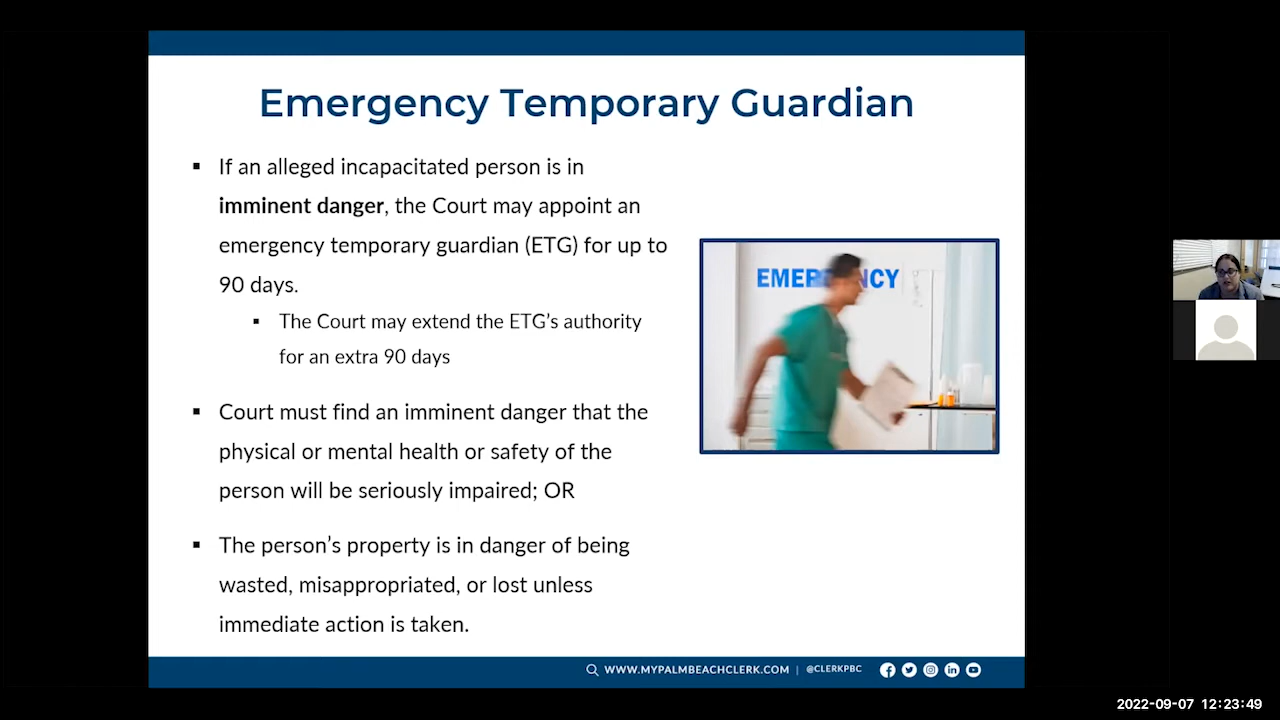 Emergency Temporary Guardian
▪ If an alleged incapacitated person is in
imminent danger, the Court may appoint an
emergency temporary guardian (ETG) for up to
90 days.
▪ The Court may extend the ETG’s authority
for an extra 90 days
▪ Court must find an imminent danger that the
physical or mental health or safety of the
person will be seriously impaired; OR
▪ The person’s property is in danger of being
wasted, misappropriated, or lost unless
immediate action is taken.
WWW.MYPALMBEACHCLERK.COM | @CLERKPBC
2022-09-07 12:23:49